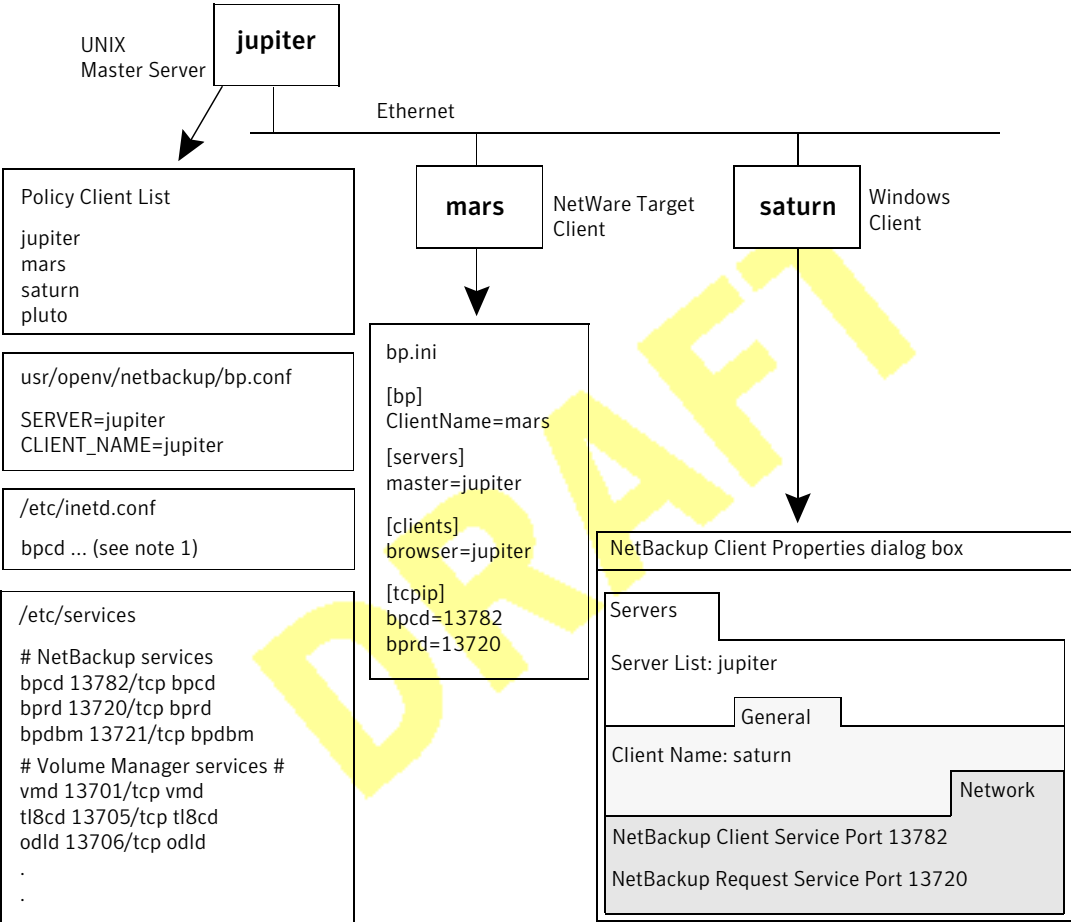 UNIX
Master Server
jupiter
Ethernet
Policy Client List
jupiter
mars
saturn
pluto
mars
NetWare Target
Client
saturn
Windows
Client
usr/openv/netbackup/bp.conf
SERVER=jupiter
CLIENT_NAME=jupiter
/etc/inetd.conf
bpcd ... (see note 1)
/etc/services
# NetBackup services
bpcd 13782/tcp bpcd
bprd 13720/tcp bprd
bpdbm 13721/tcp bpdbm
# Volume Manager services #
vmd 13701/tcp vmd
tl8cd 13705/tcp tl8cd
odld 13706/tcp odld
.
.
bp.ini
[bp]
ClientName=mars
[servers]
master=jupiter
[clients]
browser=jupiter
[tcpip]
bpcd=13782
bprd=13720
NetBackup Client Properties dialog box
Servers
Server List: jupiter
General
Client Name: saturn
Network
NetBackup Client Service Port 13782
NetBackup Request Service Port 13720
DRAFT